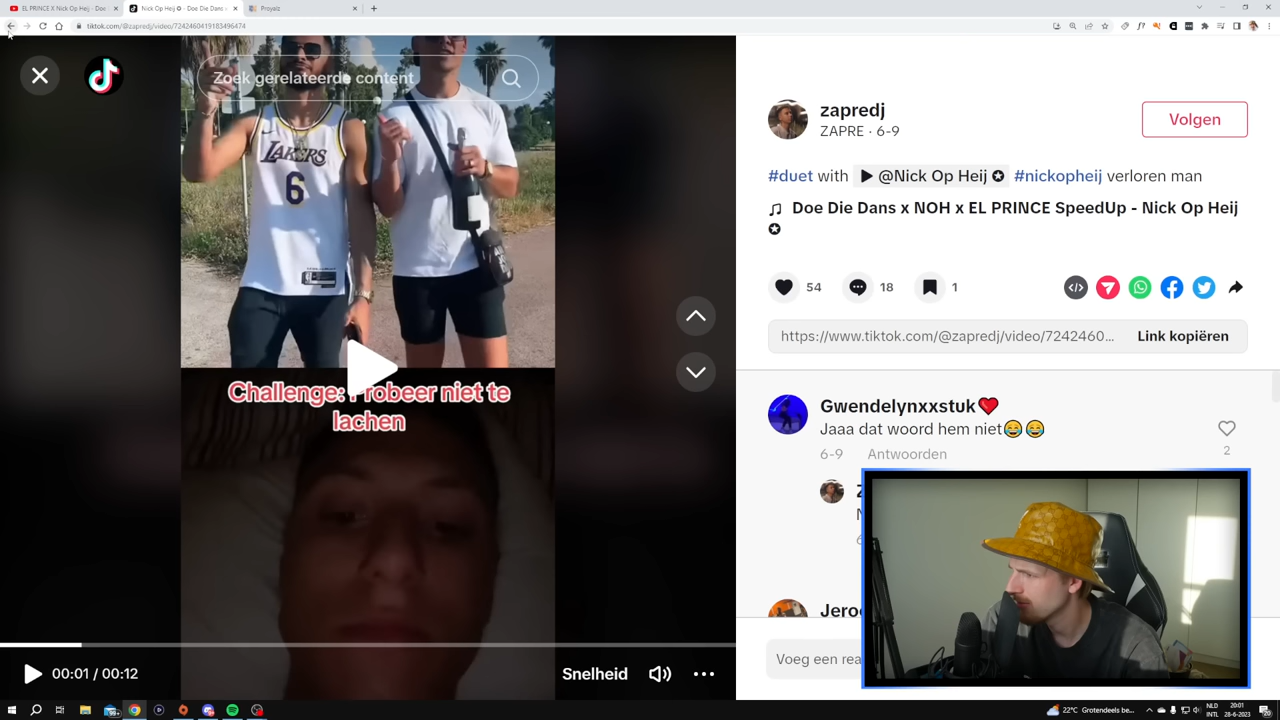 EL PRINCE X Nick Op Heij - Doe
Nick Op Heij ✪ - Doe Die Dans
Proyelz
tiktok.com/@zapredj/video/7242460419183496474
Zoek gerelateerde content
LAKERS
6
Challenge: Probeer niet te
lachen
00:01 / 00:12
Snelheid
zapredj
ZAPRE · 6-9
Volgen
#duet with ▶ @Nick Op Heij ✪ #nickopheij verloren man
♫ Doe Die Dans x NOH x EL PRINCE SpeedUp - Nick Op Heij
✪
54
18
1
https://www.tiktok.com/@zapredj/video/7242460...
Link kopiëren
Gwendelynxxstuk❤️
Jaaa dat woord hem niet😂😂
6-9 Antwoorden
2
Jero
Voeg een rea
22°C Grotendeels be...
NLD
INTL
20:01
28-6-2023